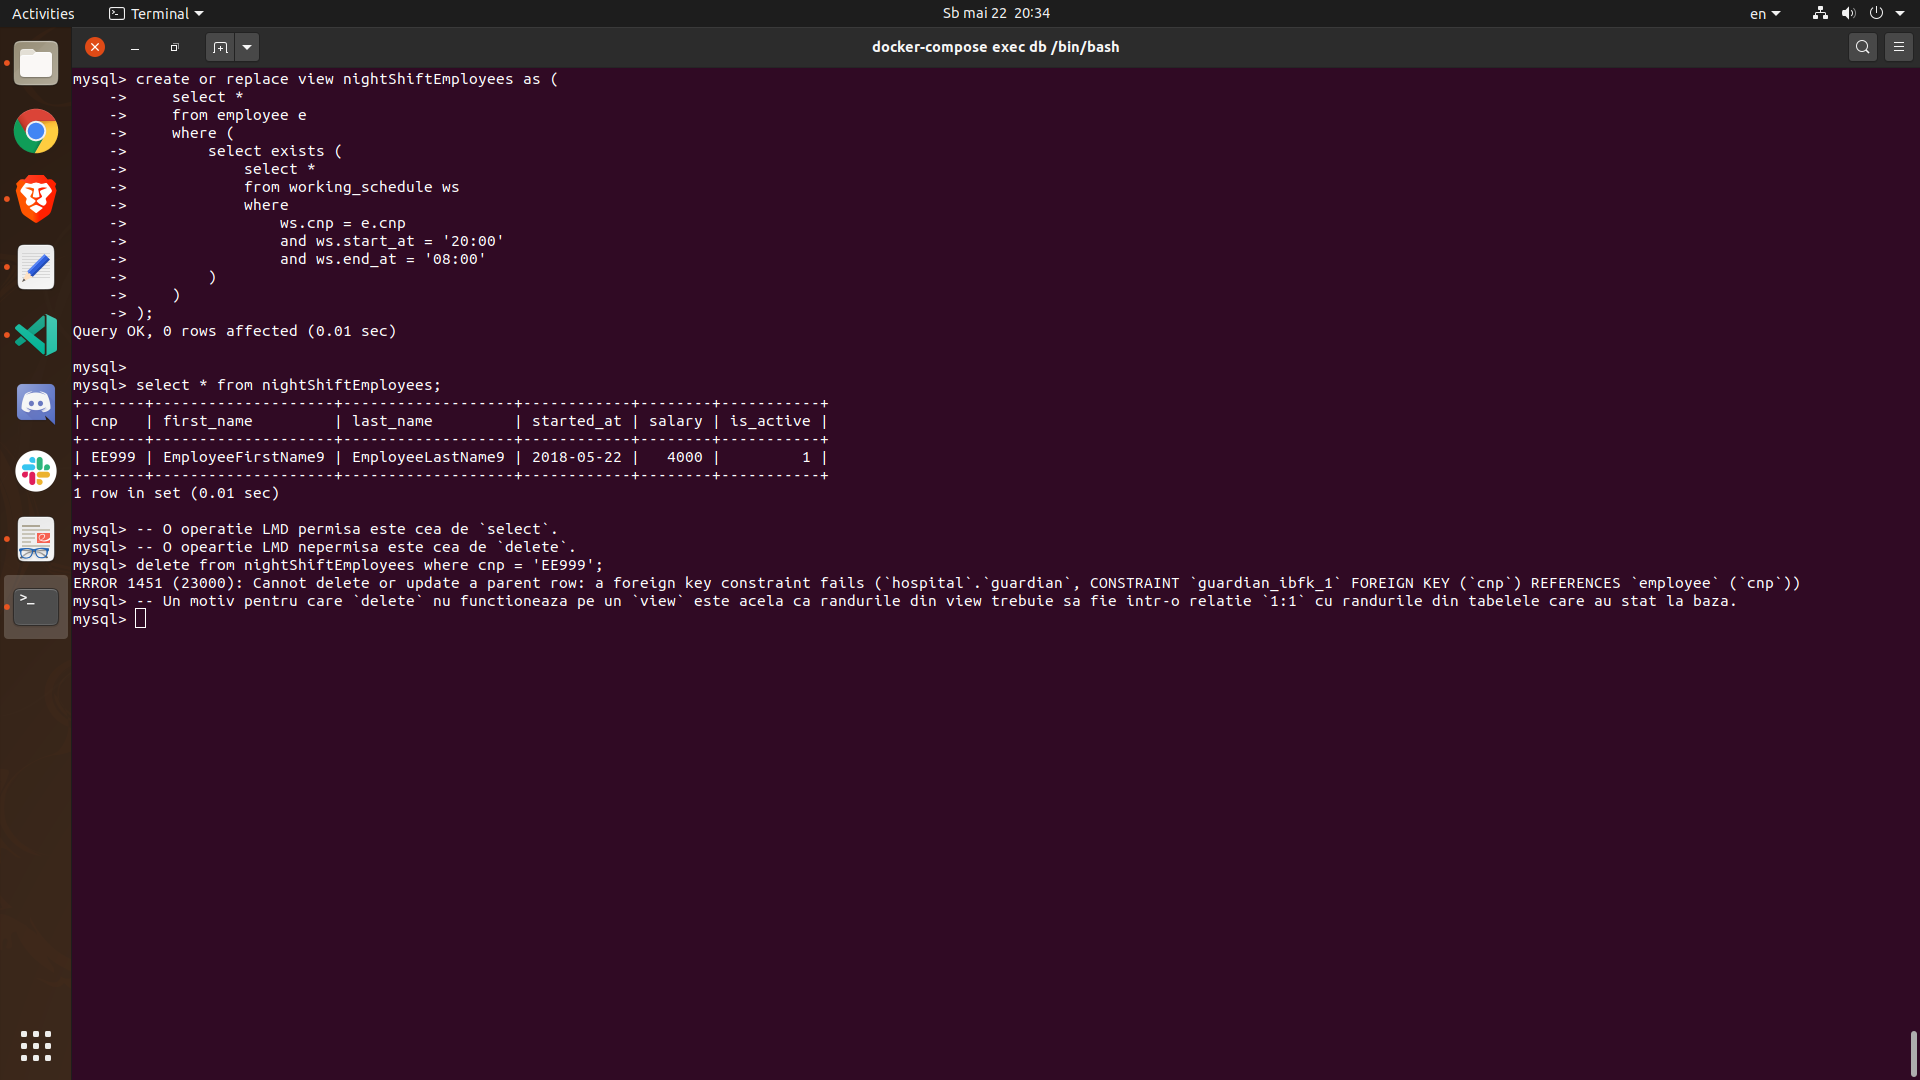 Activities Terminal Sb mai 22 20:34 en
docker-compose exec db /bin/bash
mysql> create or replace view nightShiftEmployees as (
    ->     select *
    ->     from employee e
    ->     where (
    ->         select exists (
    ->             select *
    ->             from working_schedule ws
    ->             where
    ->                 ws.cnp = e.cnp
    ->                 and ws.start_at = '20:00'
    ->                 and ws.end_at = '08:00'
    ->         )
    ->     )
    -> );
Query OK, 0 rows affected (0.01 sec)
mysql>
mysql> select * from nightShiftEmployees;
+-------+--------------------+-------------------+------------+--------+-----------+
| cnp   | first_name         | last_name         | started_at | salary | is_active |
+-------+--------------------+-------------------+------------+--------+-----------+
| EE999 | EmployeeFirstName9 | EmployeeLastName9 | 2018-05-22 |   4000 |         1 |
+-------+--------------------+-------------------+------------+--------+-----------+
1 row in set (0.01 sec)
mysql> -- O operatie LMD permisa este cea de `select`.
mysql> -- O opeartie LMD nepermisa este cea de `delete`.
mysql> delete from nightShiftEmployees where cnp = 'EE999';
ERROR 1451 (23000): Cannot delete or update a parent row: a foreign key constraint fails (`hospital`.`guardian`, CONSTRAINT `guardian_ibfk_1` FOREIGN KEY (`cnp`) REFERENCES `employee` (`cnp`))
mysql> -- Un motiv pentru care `delete` nu functioneaza pe un `view` este acela ca randurile din view trebuie sa fie intr-o relatie `1:1` cu randurile din tabelele care au stat la baza.
mysql>